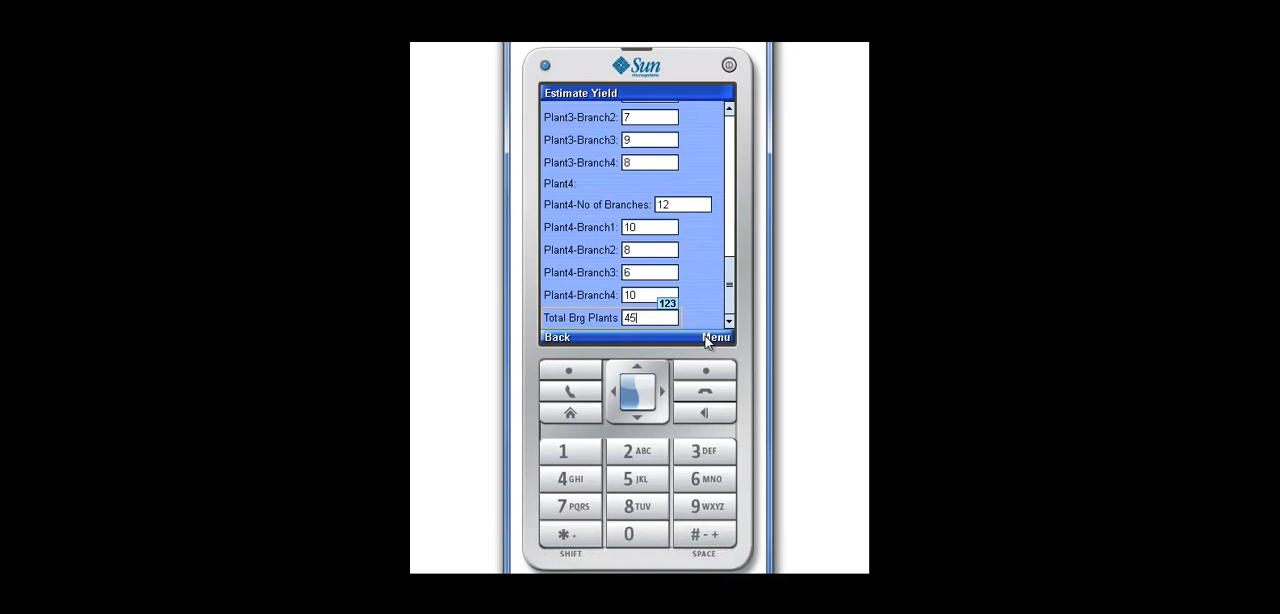 Sun
microsystems
Estimate Yield
Plant3-Branch2: 7
Plant3-Branch3: 9
Plant3-Branch4: 8
Plant4:
Plant4-No of Branches: 12
Plant4-Branch1: 10
Plant4-Branch2: 8
Plant4-Branch3: 6
Plant4-Branch4: 10
123
Total Brg Plants 45
Back Menu
1 2 ABC 3 DEF
4 GHI 5 JKL 6 MNO
7 PQRS 8 TUV 9 WXYZ
* . 0 # - +
SHIFT SPACE